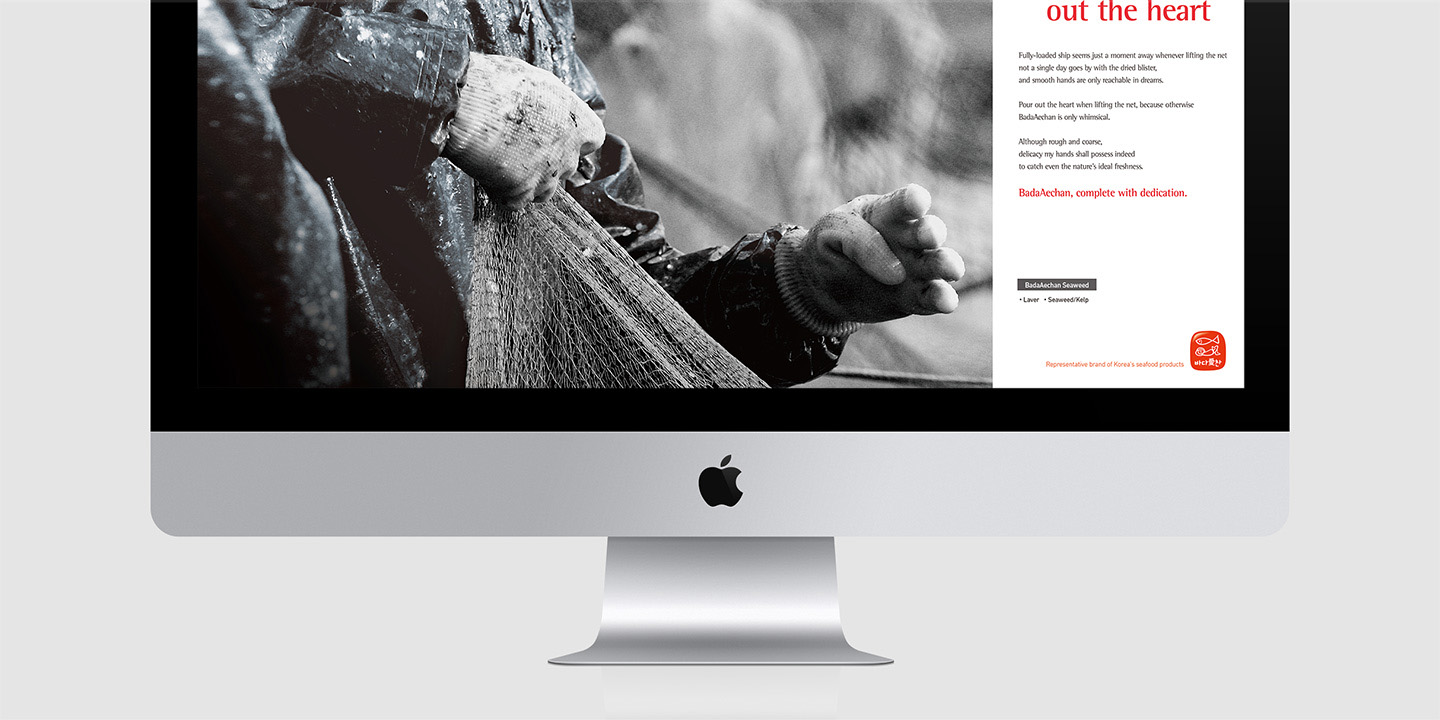 out the heart
Fully-loaded ship seems just a moment away whenever lifting the net
not a single day goes by with the dried blister,
and smooth hands are only reachable in dreams.
Pour out the heart when lifting the net, because otherwise
BadaAechan is only whimsical.
Although rough and coarse,
delicacy my hands shall possess indeed
to catch even the nature's ideal freshness.
BadaAechan, complete with dedication.
BadaAechan Seaweed
• Laver • Seaweed/Kelp
Representative brand of Korea's seafood products
바다愛찬